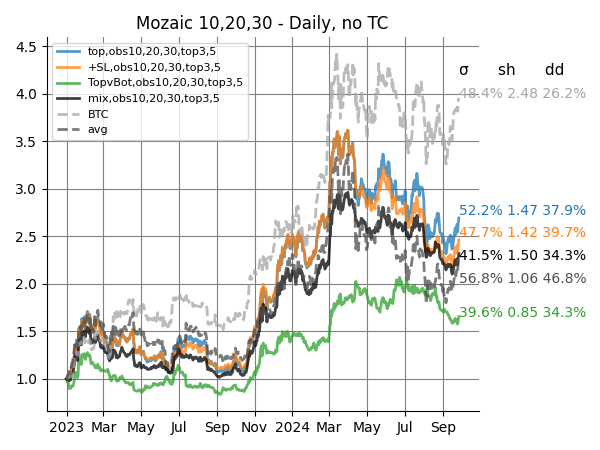 Mozaic 10,20,30 - Daily, no TC
top,obs10,20,30,top3,5
+SL,obs10,20,30,top3,5
TopvBot,obs10,20,30,top3,5
mix,obs10,20,30,top3,5
BTC
avg
σ sh dd
48.4% 2.48 26.2%
52.2% 1.47 37.9%
47.7% 1.42 39.7%
41.5% 1.50 34.3%
56.8% 1.06 46.8%
39.6% 0.85 34.3%
4.5
4.0
3.5
3.0
2.5
2.0
1.5
1.0
2023 Mar May Jul Sep Nov 2024 Mar May Jul Sep